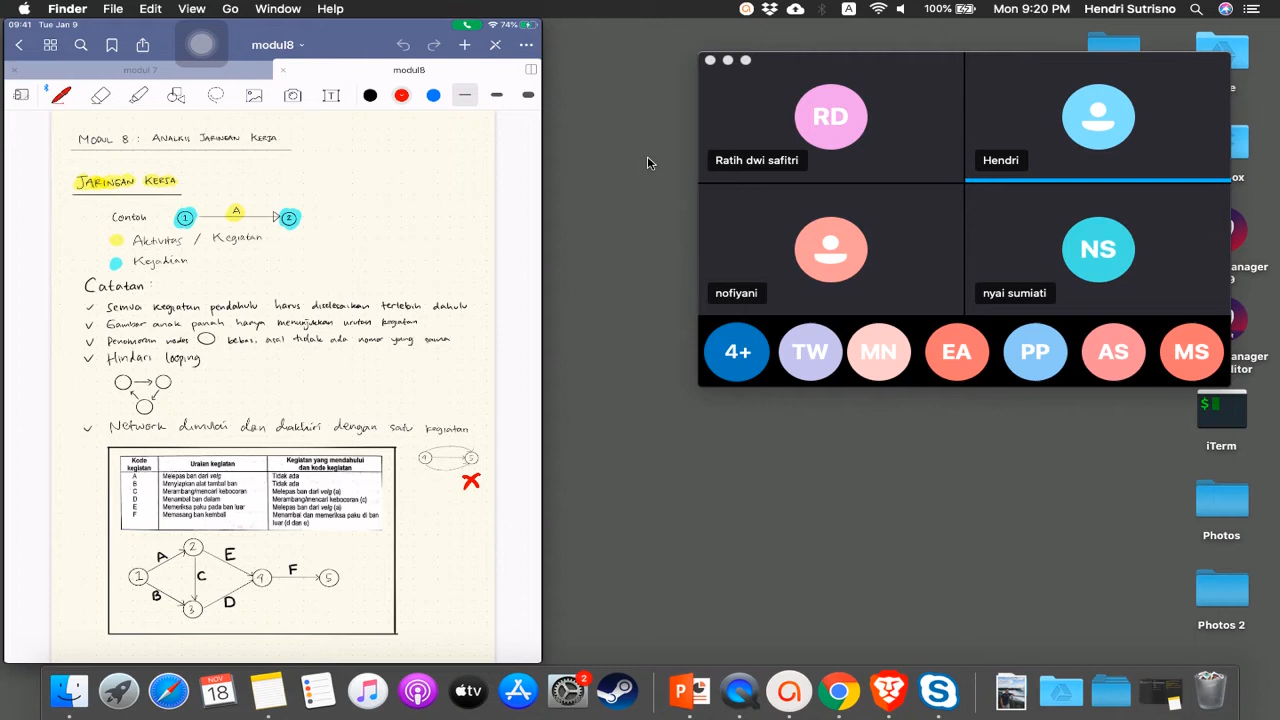 Finder File Edit View Go Window Help
100% Mon 9:20 PM Hendri Sutrisno
09:41 Tue Jan 9
74%
modul8
modul 7
modul8
MODUL 8 : ANALISIS JARINGAN KERJA
JARINGAN KERJA
Contoh 1 A 2
Aktivitas / Kegiatan
Kejadian
Catatan :
Semua kegiatan pendahulu harus diselesaikan terlebih dahulu
Gambar anak panah hanya menunjukkan urutan kegiatan
Penomoran nodes bebas, asal tidak ada nomor yang sama
Hindari looping
Network dimulai dan diakhiri dengan satu kegiatan
Kode kegiatan
Uraian kegiatan
Kegiatan yang mendahului dan kode kegiatan
A Melepas ban dari velg Tidak ada
B Menyiapkan alat tambal ban Tidak ada
C Merambang/mencari kebocoran Melepas ban dari velg (a)
D Menambal ban dalam Merambang/mencari kebocoran (c)
E Memeriksa paku pada ban luar Melepas ban dari velg (a)
F Memasang ban kembali Menambal dan memeriksa paku di ban
luar (d dan e)
4 5
1 2 3 4 5
A B C D E F
RD
Ratih dwi safitri
Hendri
nofiyani
NS
nyai sumiati
4+ TW MN EA PP AS MS
iTerm
Photos
Photos 2
NOV
18
2
tv